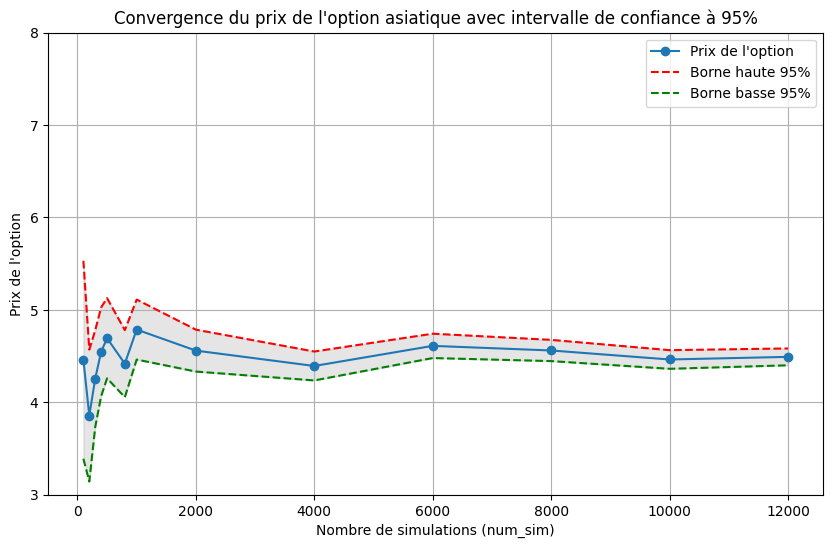 Convergence du prix de l'option asiatique avec intervalle de confiance à 95%
Prix de l'option
Borne haute 95%
Borne basse 95%
8
7
6
5
4
3
Prix de l'option
0 2000 4000 6000 8000 10000 12000
Nombre de simulations (num_sim)